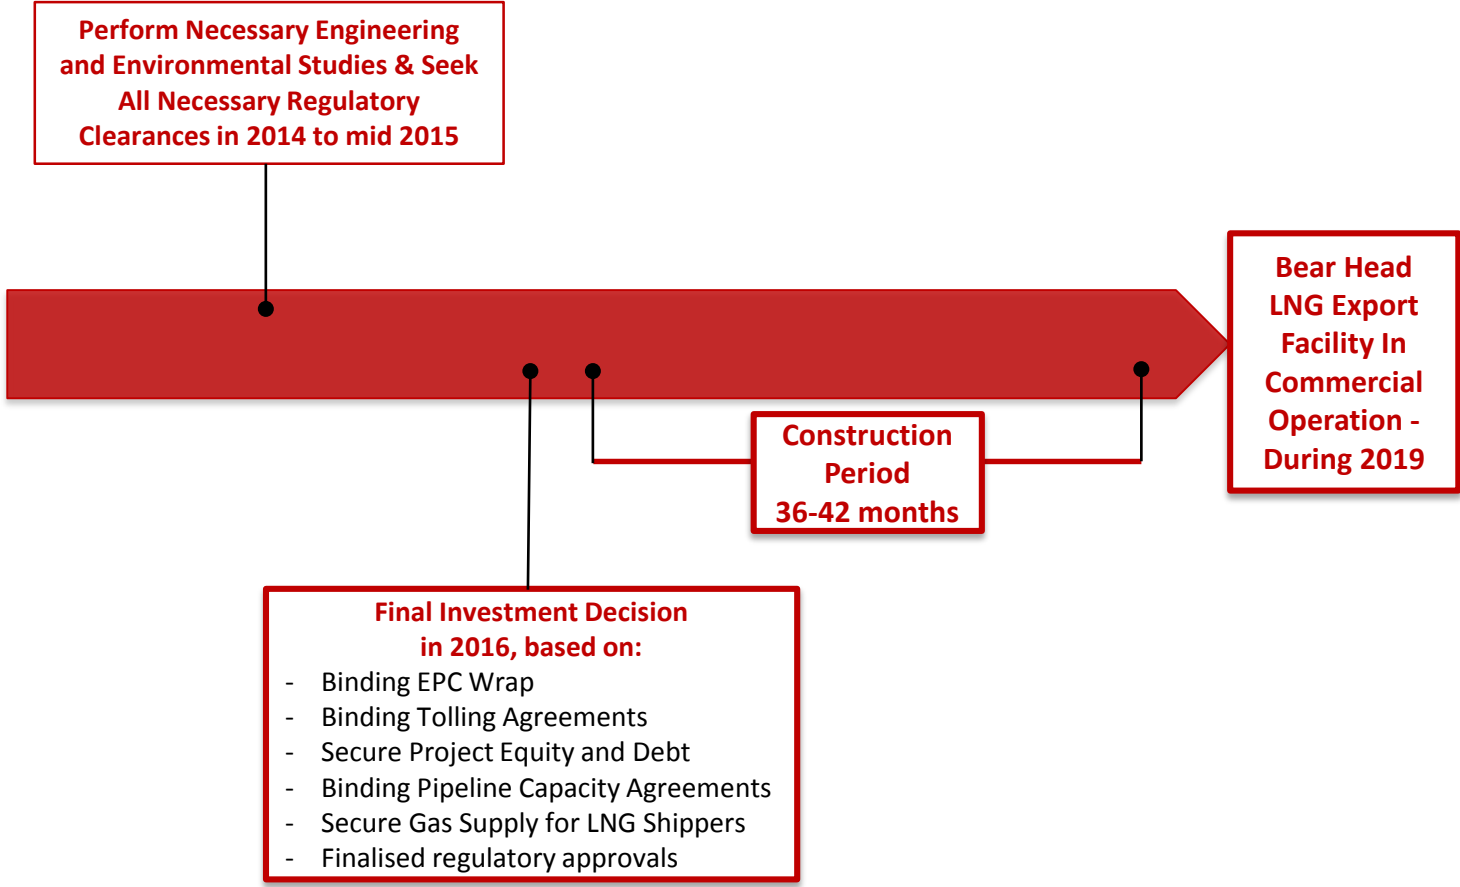 Perform Necessary Engineering
and Environmental Studies & Seek
All Necessary Regulatory
Clearances in 2014 to mid 2015
Bear Head
LNG Export
Facility In
Commercial
Operation -
During 2019
Construction
Period
36-42 months
Final Investment Decision
in 2016, based on:
- Binding EPC Wrap
- Binding Tolling Agreements
- Secure Project Equity and Debt
- Binding Pipeline Capacity Agreements
- Secure Gas Supply for LNG Shippers
- Finalised regulatory approvals